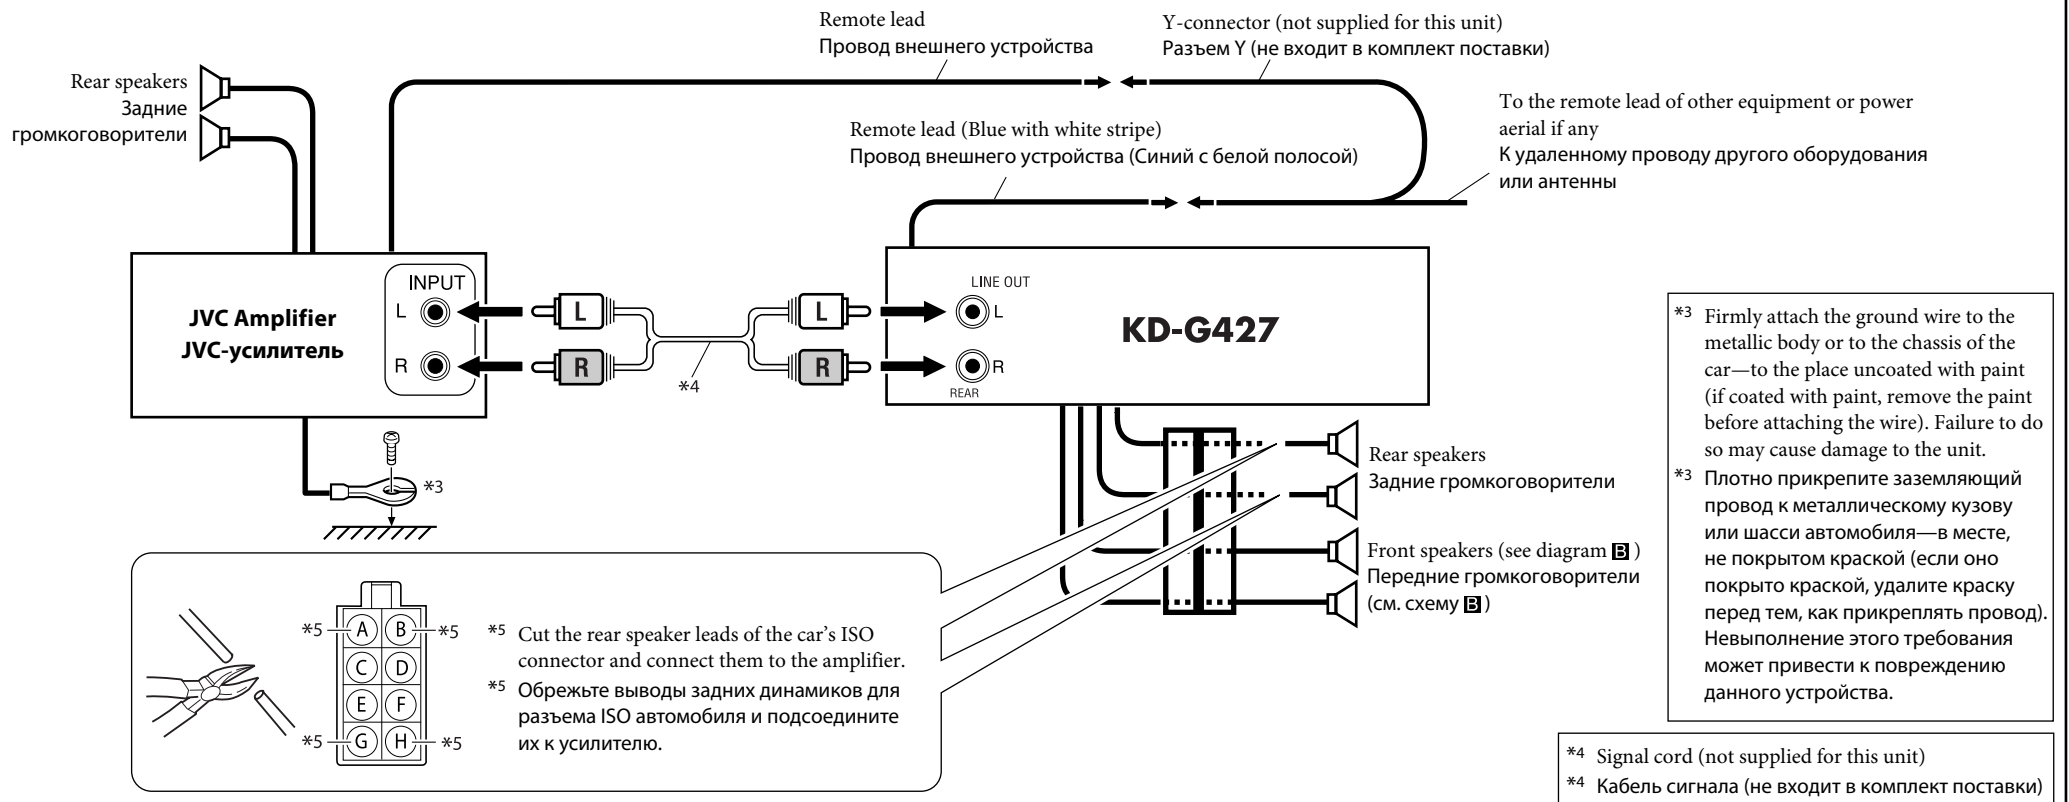 Remote lead
Провод внешнего устройства
Y-connector (not supplied for this unit)
Разъем Y (не входит в комплект поставки)
Rear speakers
Задние
громкоговорители
To the remote lead of other equipment or power
aerial if any
К удаленному проводу другого оборудования
или антенны
Remote lead (Blue with white stripe)
Провод внешнего устройства (Синий с белой полосой)
JVC Amplifier
JVC-усилитель
INPUT
L
R
L
R
*4
L
R
LINE OUT
L
R
REAR
KD-G427
*3
Rear speakers
Задние громкоговорители
Front speakers (see diagram B )
Передние громкоговорители
(см. схему B )
*5 A B *5
C D
E F
*5 G H *5
*5 Cut the rear speaker leads of the car's ISO
connector and connect them to the amplifier.
*5 Обрежьте выводы задних динамиков для
разъема ISO автомобиля и подсоедините
их к усилителю.
*3 Firmly attach the ground wire to the
metallic body or to the chassis of the
car—to the place uncoated with paint
(if coated with paint, remove the paint
before attaching the wire). Failure to do
so may cause damage to the unit.
*3 Плотно прикрепите заземляющий
провод к металлическому кузову
или шасси автомобиля—в месте,
не покрытом краской (если оно
покрыто краской, удалите краску
перед тем, как прикреплять провод).
Невыполнение этого требования
может привести к повреждению
данного устройства.
*4 Signal cord (not supplied for this unit)
*4 Кабель сигнала (не входит в комплект поставки)